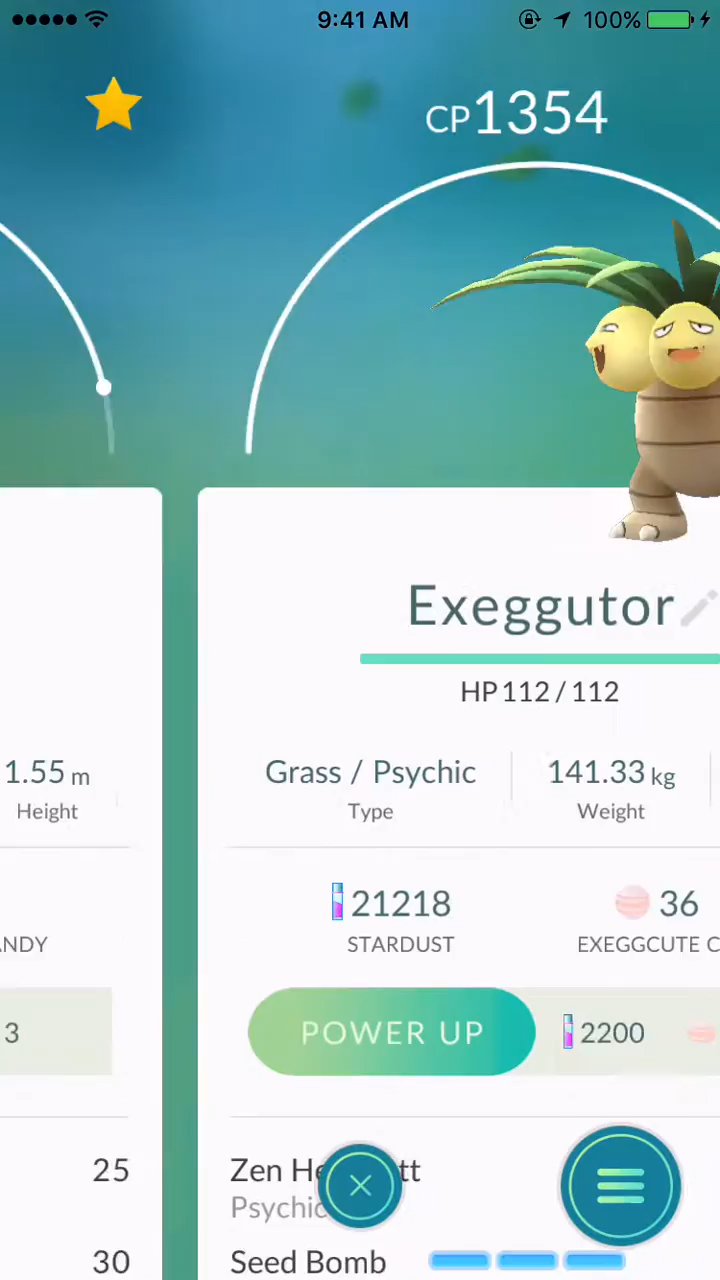 9:41 AM 100%
CP1354
Exeggutor
HP 112 / 112
1.55 m
Height
Grass / Psychic
Type
141.33 kg
Weight
21218
STARDUST
36
EXEGGCUTE C
ANDY
3
POWER UP
2200
25
Zen He tt
Psychic
30
Seed Bomb